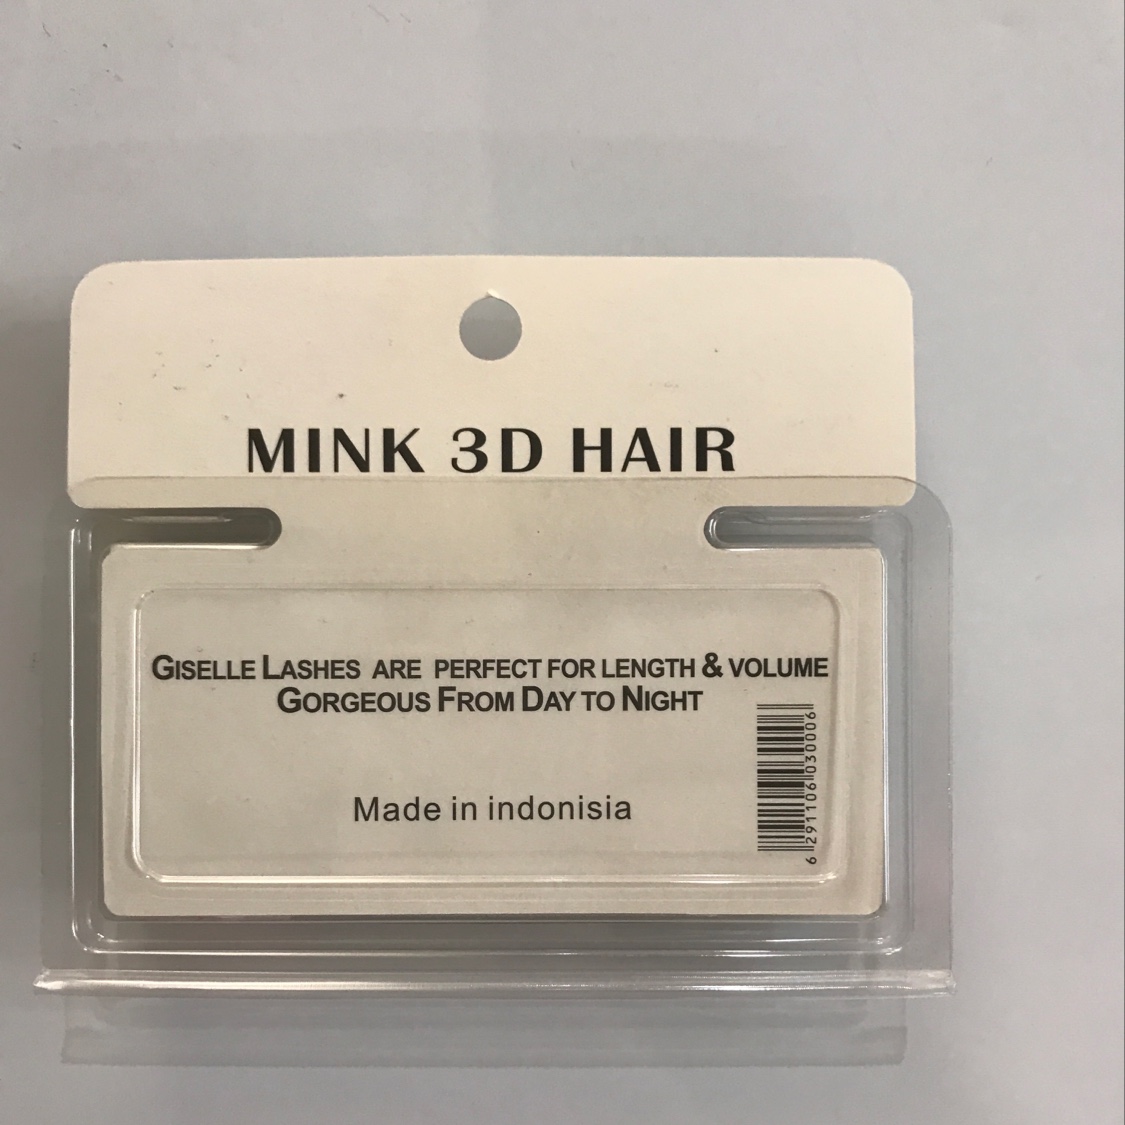 MINK 3D HAIR
GISELLE LASHES ARE PERFECT FOR LENGTH & VOLUME
GORGEOUS FROM DAY TO NIGHT
Made in indonisia
6 291106 030006